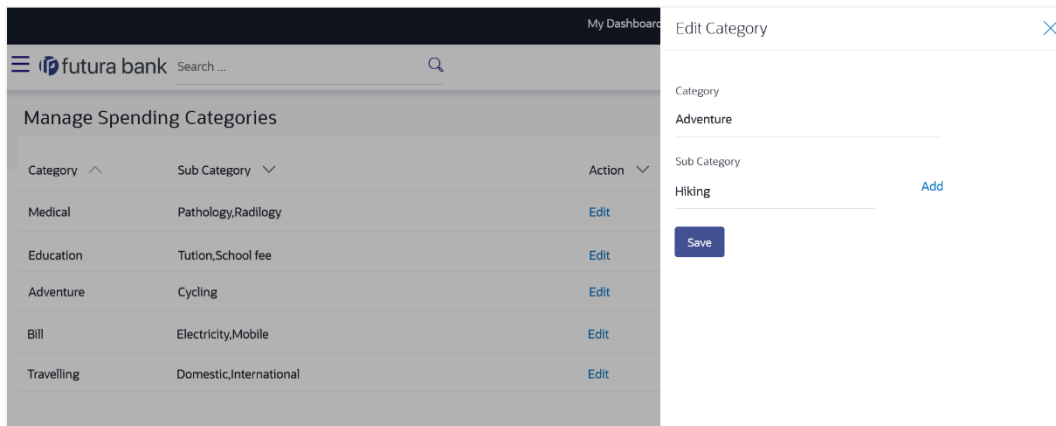 My Dashboard
Edit Category
futura bank Search ...
Manage Spending Categories
Category Sub Category Action
Medical Pathology,Radilogy Edit
Education Tution,School fee Edit
Adventure Cycling Edit
Bill Electricity,Mobile Edit
Travelling Domestic,International Edit
Category
Adventure
Sub Category
Hiking Add
Save